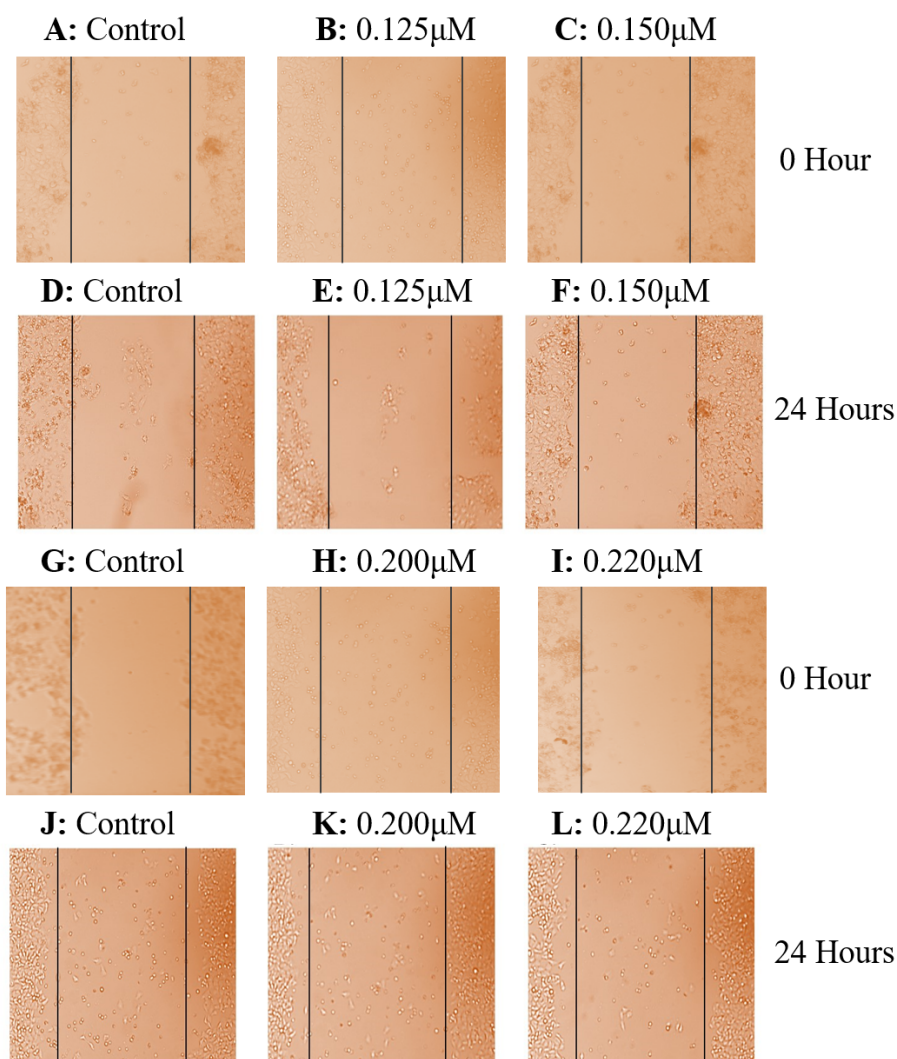 A: Control B: 0.125μM C: 0.150μM
0 Hour
D: Control E: 0.125μM F: 0.150μM
24 Hours
G: Control H: 0.200μM I: 0.220μM
0 Hour
J: Control K: 0.200μM L: 0.220μM
24 Hours